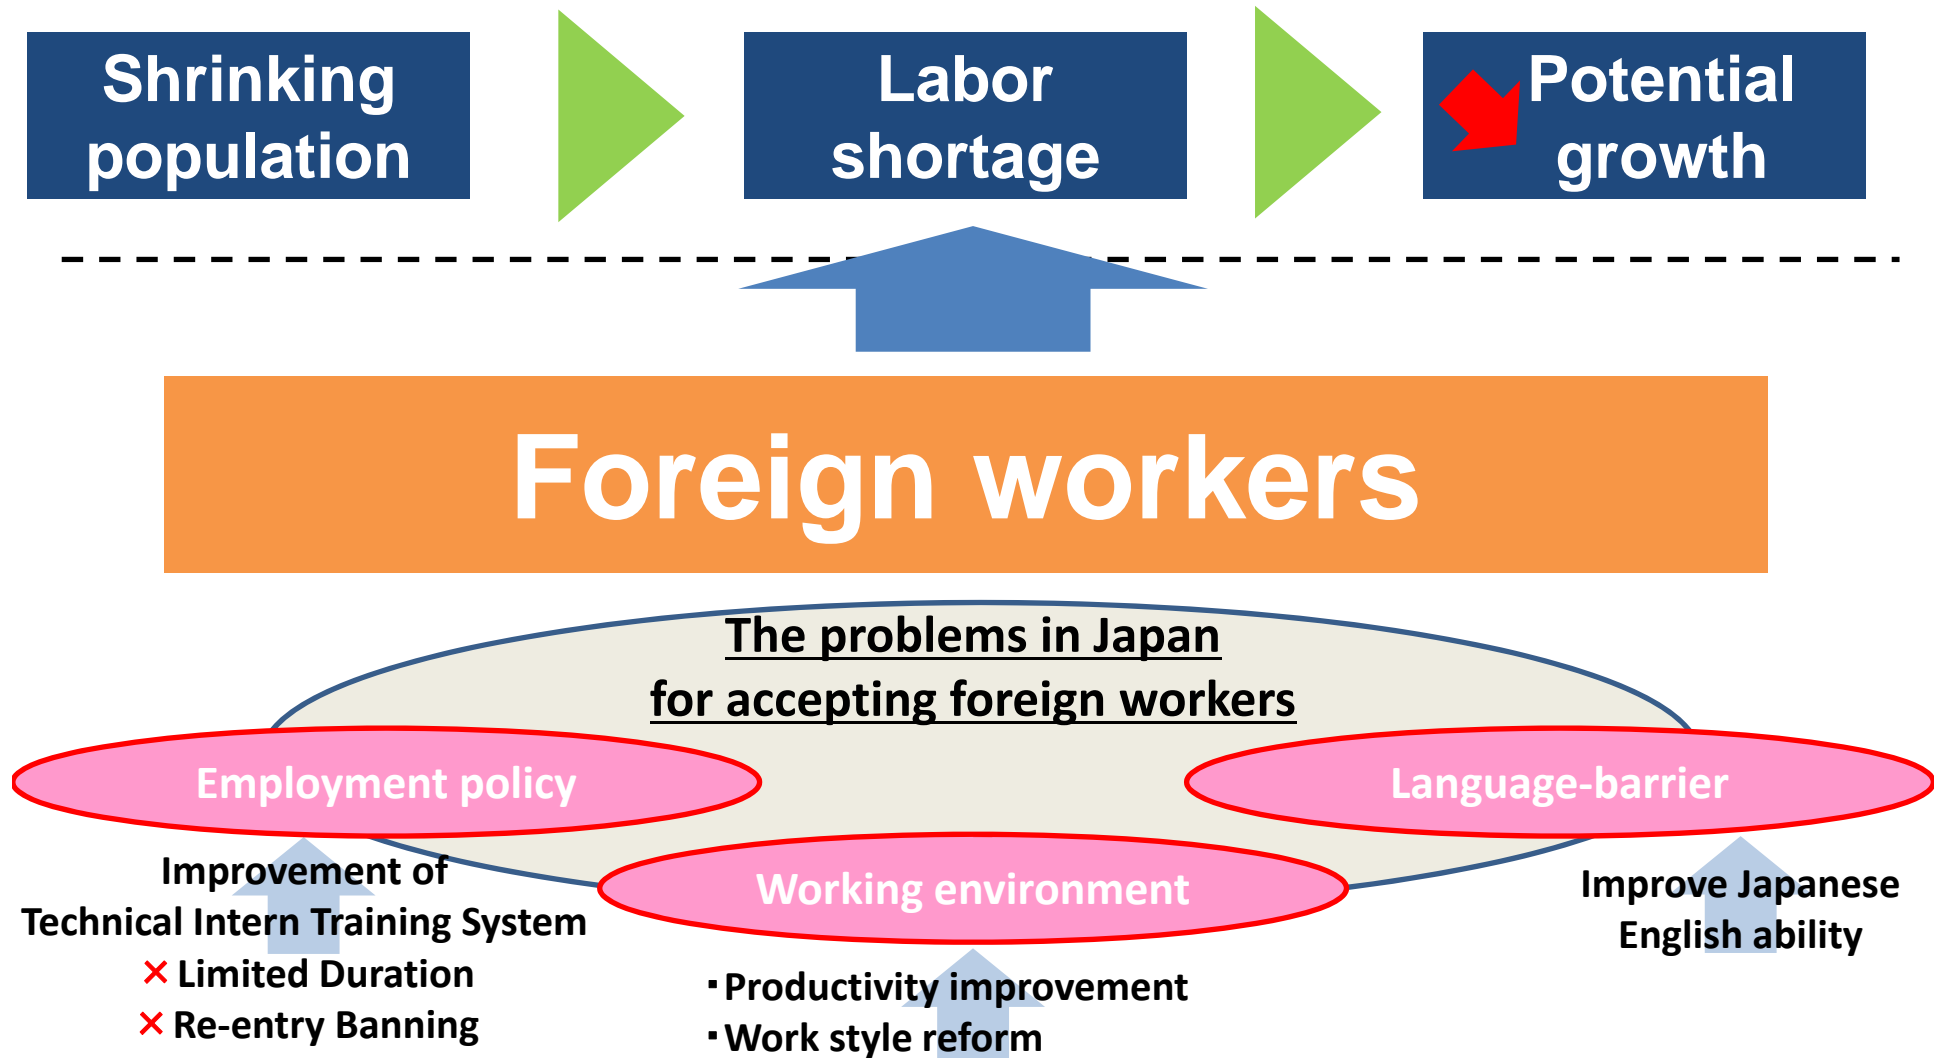 Shrinking
population
Labor
shortage
Potential
growth
Foreign workers
The problems in Japan
for accepting foreign workers
Employment policy
Language-barrier
Working environment
Improvement of
Technical Intern Training System
×Limited Duration
×Re-entry Banning
▪Productivity improvement
▪Work style reform
Improve Japanese
English ability